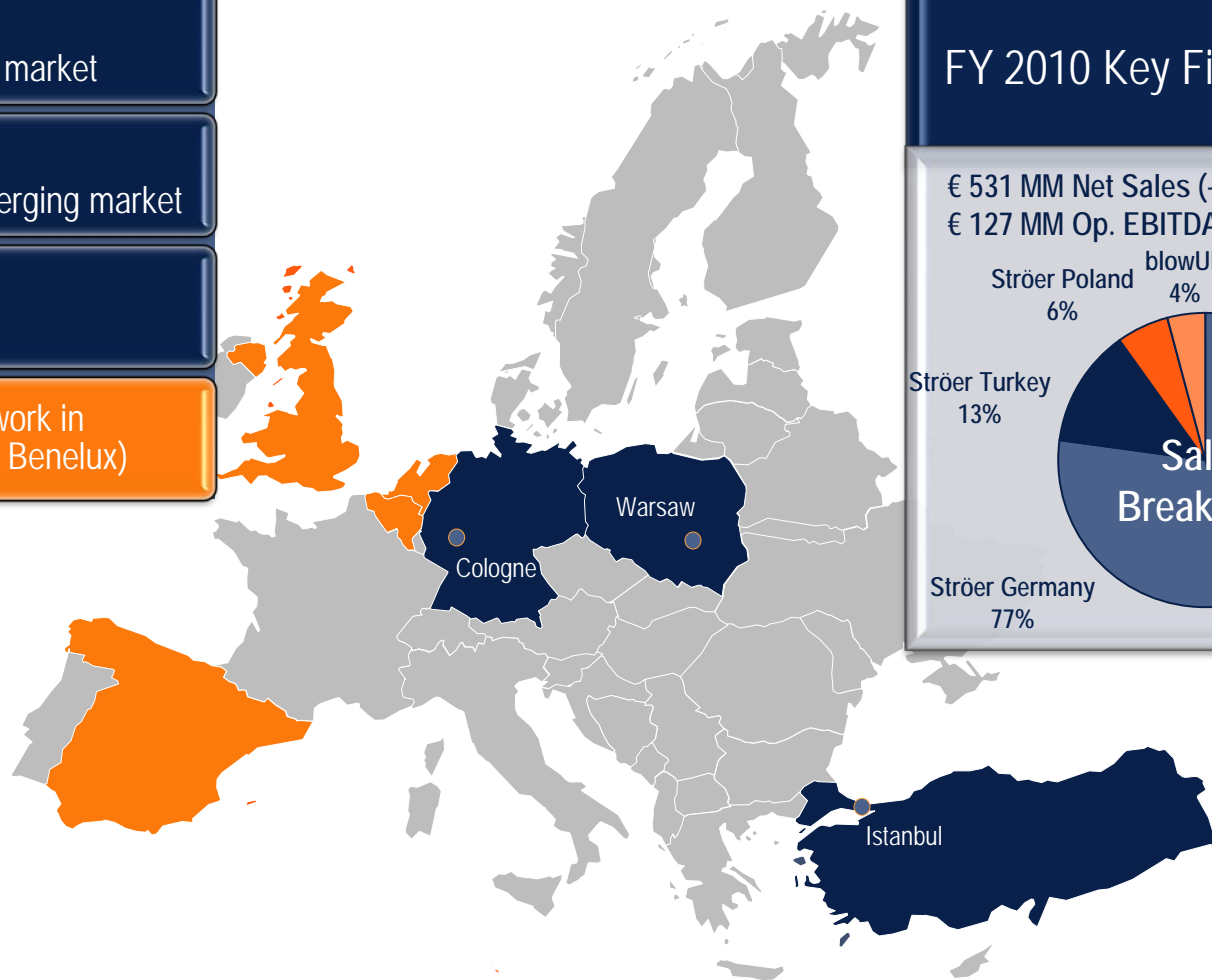 market
erging market
work in
Benelux)
FY 2010 Key Fi
€ 531 MM Net Sales (-
€ 127 MM Op. EBITDA
blowU
4%
Ströer Poland
6%
Ströer Turkey
13%
Sal
Break
Ströer Germany
77%
Warsaw
Cologne
Istanbul